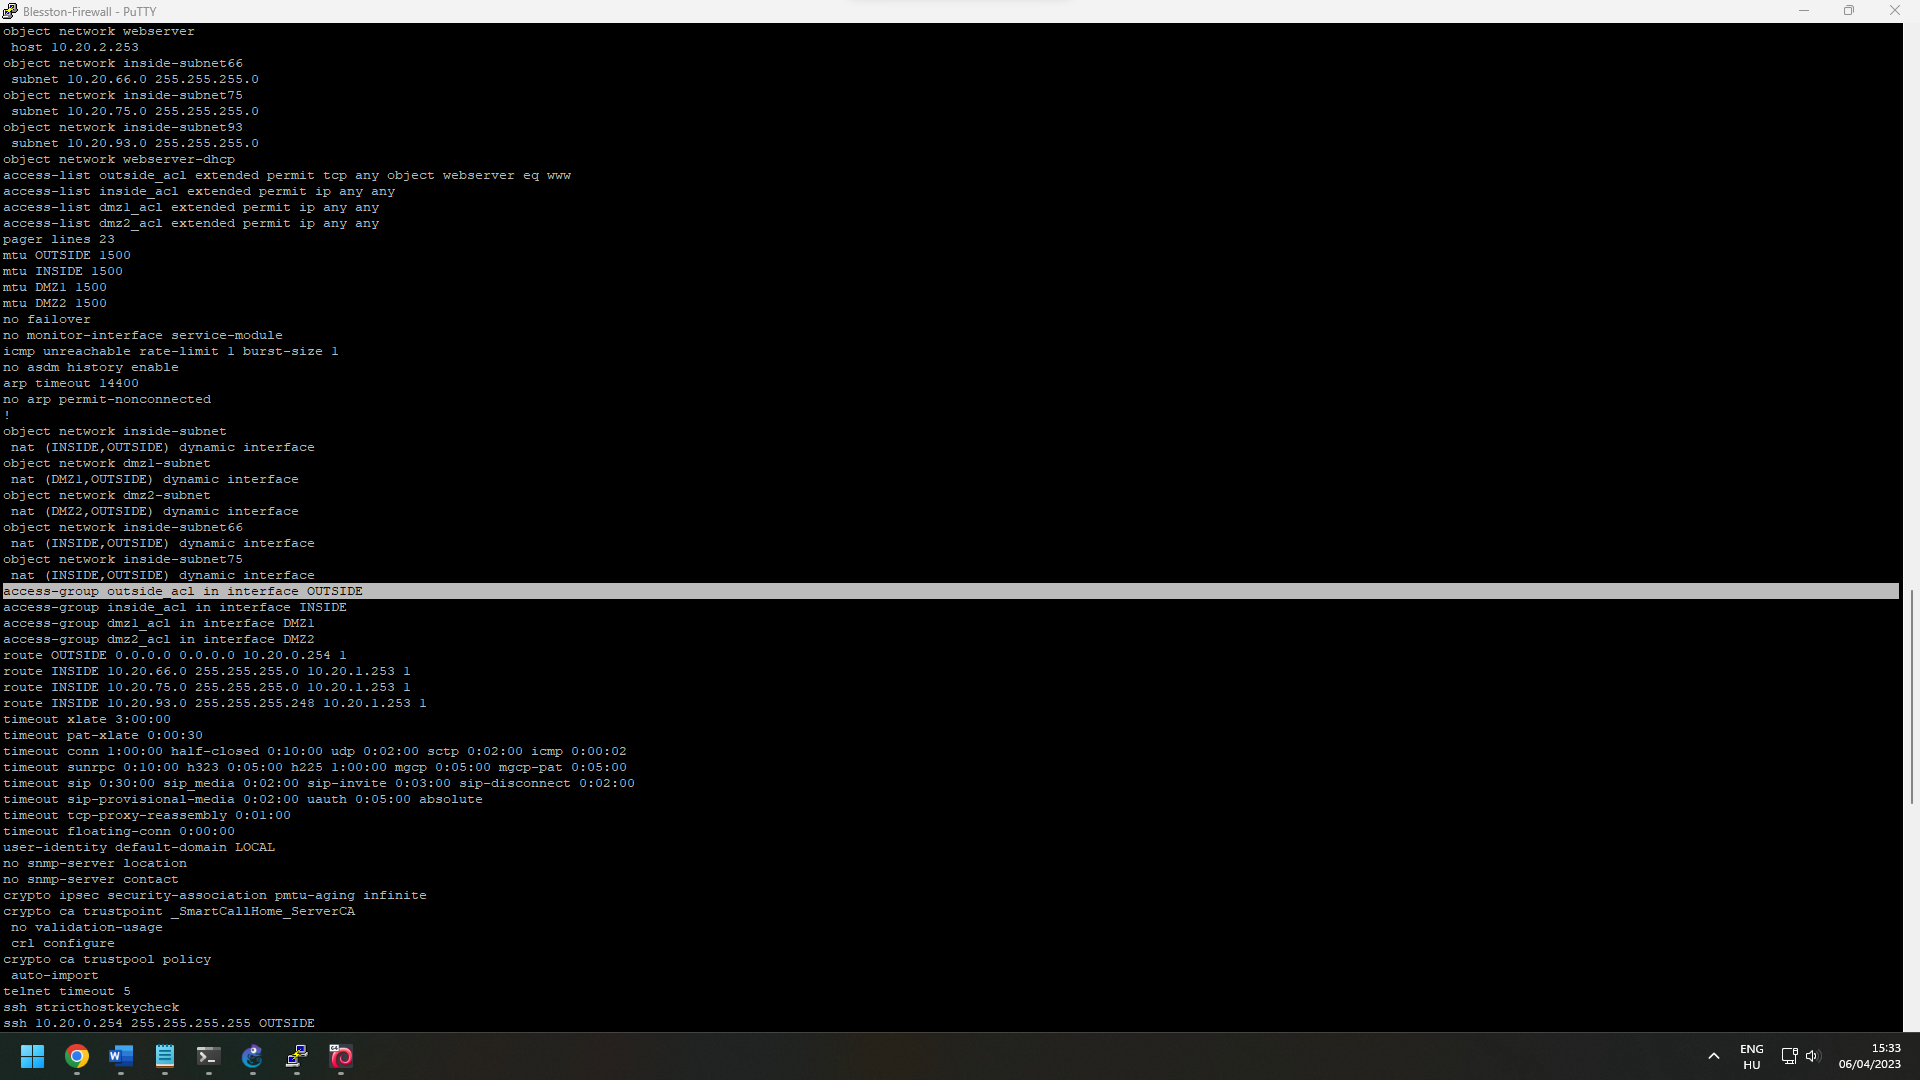 Blesston-Firewall - PuTTY
object network webserver
 host 10.20.2.253
object network inside-subnet66
 subnet 10.20.66.0 255.255.255.0
object network inside-subnet75
 subnet 10.20.75.0 255.255.255.0
object network inside-subnet93
 subnet 10.20.93.0 255.255.255.0
object network webserver-dhcp
access-list outside_acl extended permit tcp any object webserver eq www
access-list inside_acl extended permit ip any any
access-list dmz1_acl extended permit ip any any
access-list dmz2_acl extended permit ip any any
pager lines 23
mtu OUTSIDE 1500
mtu INSIDE 1500
mtu DMZ1 1500
mtu DMZ2 1500
no failover
no monitor-interface service-module
icmp unreachable rate-limit 1 burst-size 1
no asdm history enable
arp timeout 14400
no arp permit-nonconnected
!
object network inside-subnet
 nat (INSIDE,OUTSIDE) dynamic interface
object network dmz1-subnet
 nat (DMZ1,OUTSIDE) dynamic interface
object network dmz2-subnet
 nat (DMZ2,OUTSIDE) dynamic interface
object network inside-subnet66
 nat (INSIDE,OUTSIDE) dynamic interface
object network inside-subnet75
 nat (INSIDE,OUTSIDE) dynamic interface
access-group outside_acl in interface OUTSIDE
access-group inside_acl in interface INSIDE
access-group dmz1_acl in interface DMZ1
access-group dmz2_acl in interface DMZ2
route OUTSIDE 0.0.0.0 0.0.0.0 10.20.0.254 1
route INSIDE 10.20.66.0 255.255.255.0 10.20.1.253 1
route INSIDE 10.20.75.0 255.255.255.0 10.20.1.253 1
route INSIDE 10.20.93.0 255.255.255.248 10.20.1.253 1
timeout xlate 3:00:00
timeout pat-xlate 0:00:30
timeout conn 1:00:00 half-closed 0:10:00 udp 0:02:00 sctp 0:02:00 icmp 0:00:02
timeout sunrpc 0:10:00 h323 0:05:00 h225 1:00:00 mgcp 0:05:00 mgcp-pat 0:05:00
timeout sip 0:30:00 sip_media 0:02:00 sip-invite 0:03:00 sip-disconnect 0:02:00
timeout sip-provisional-media 0:02:00 uauth 0:05:00 absolute
timeout tcp-proxy-reassembly 0:01:00
timeout floating-conn 0:00:00
user-identity default-domain LOCAL
no snmp-server location
no snmp-server contact
crypto ipsec security-association pmtu-aging infinite
crypto ca trustpoint _SmartCallHome_ServerCA
 no validation-usage
 crl configure
crypto ca trustpool policy
 auto-import
telnet timeout 5
ssh stricthostkeycheck
ssh 10.20.0.254 255.255.255.255 OUTSIDE
ENG
HU
15:33
06/04/2023